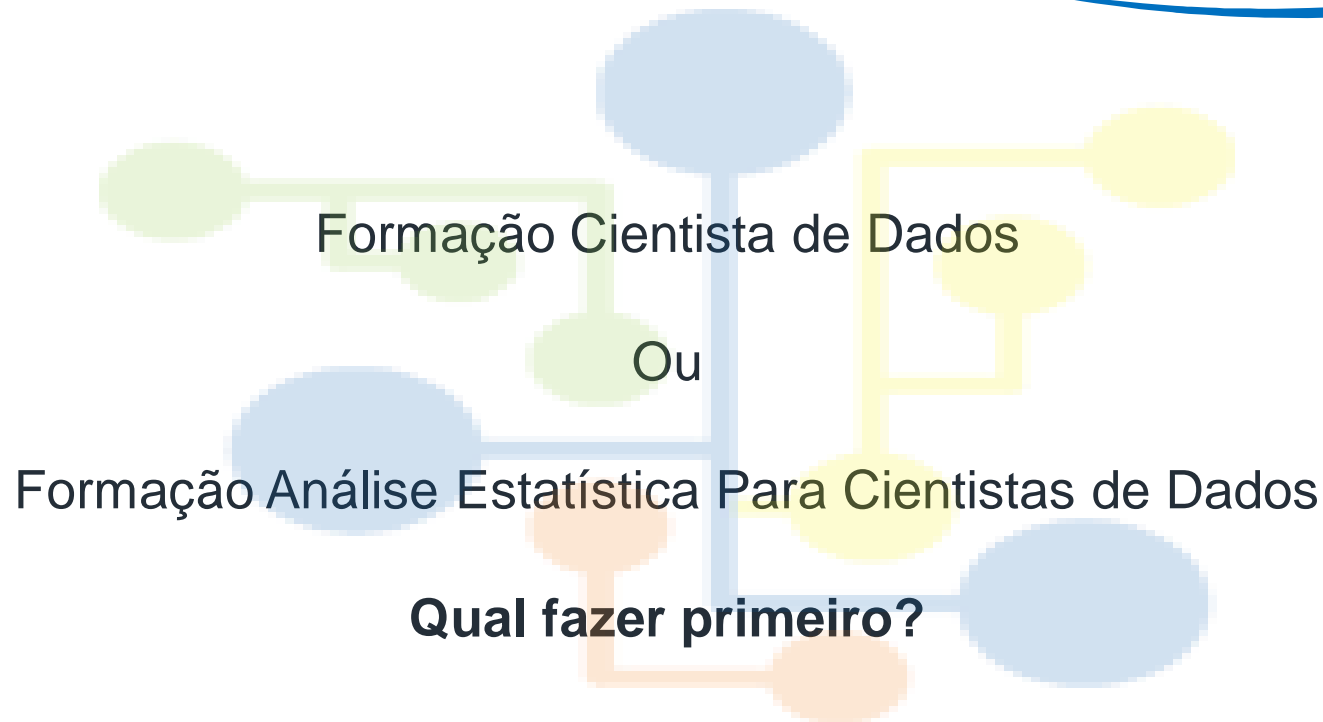 Formação Cientista de Dados
Ou
Formação Análise Estatística Para Cientistas de Dados
Qual fazer primeiro?